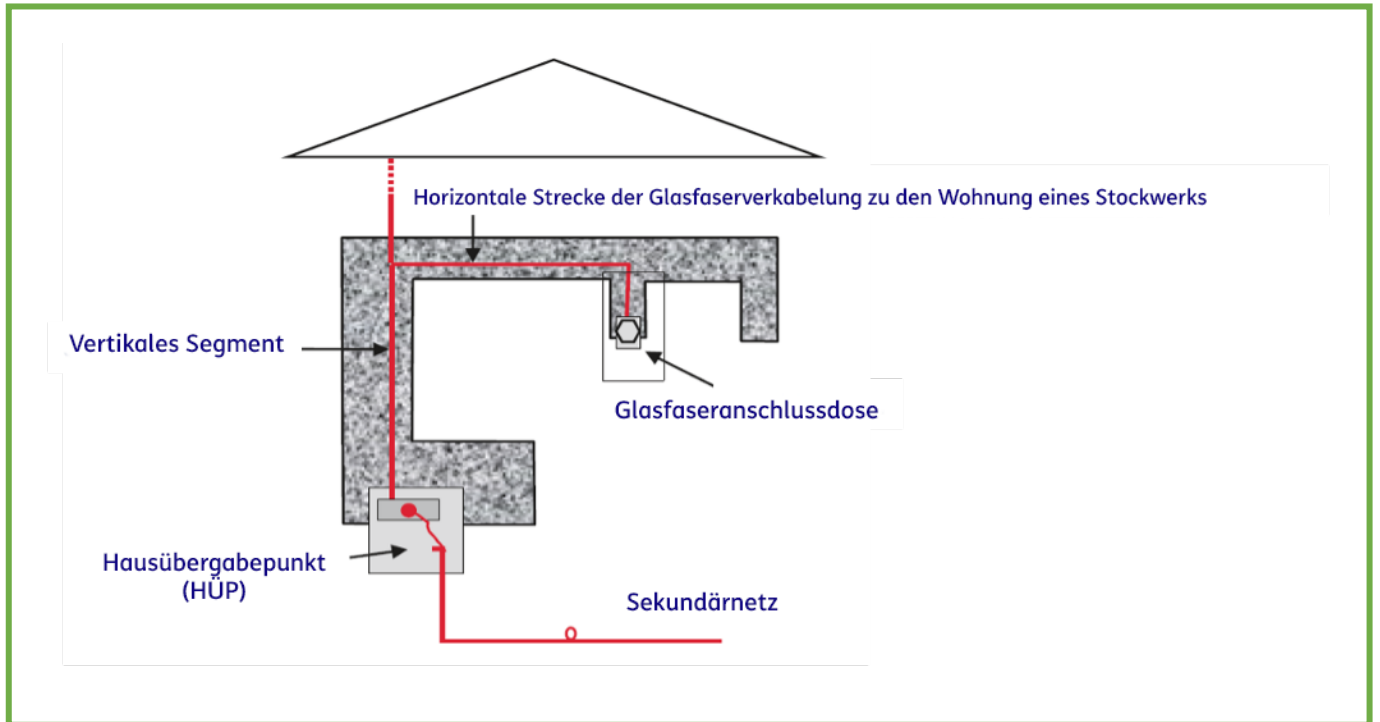 Horizontale Strecke der Glasfaserverkabelung zu den Wohnung eines Stockwerks
Vertikales Segment
Glasfaseranschlussdose
Hausübergabepunkt
(HÜP)
Sekundärnetz